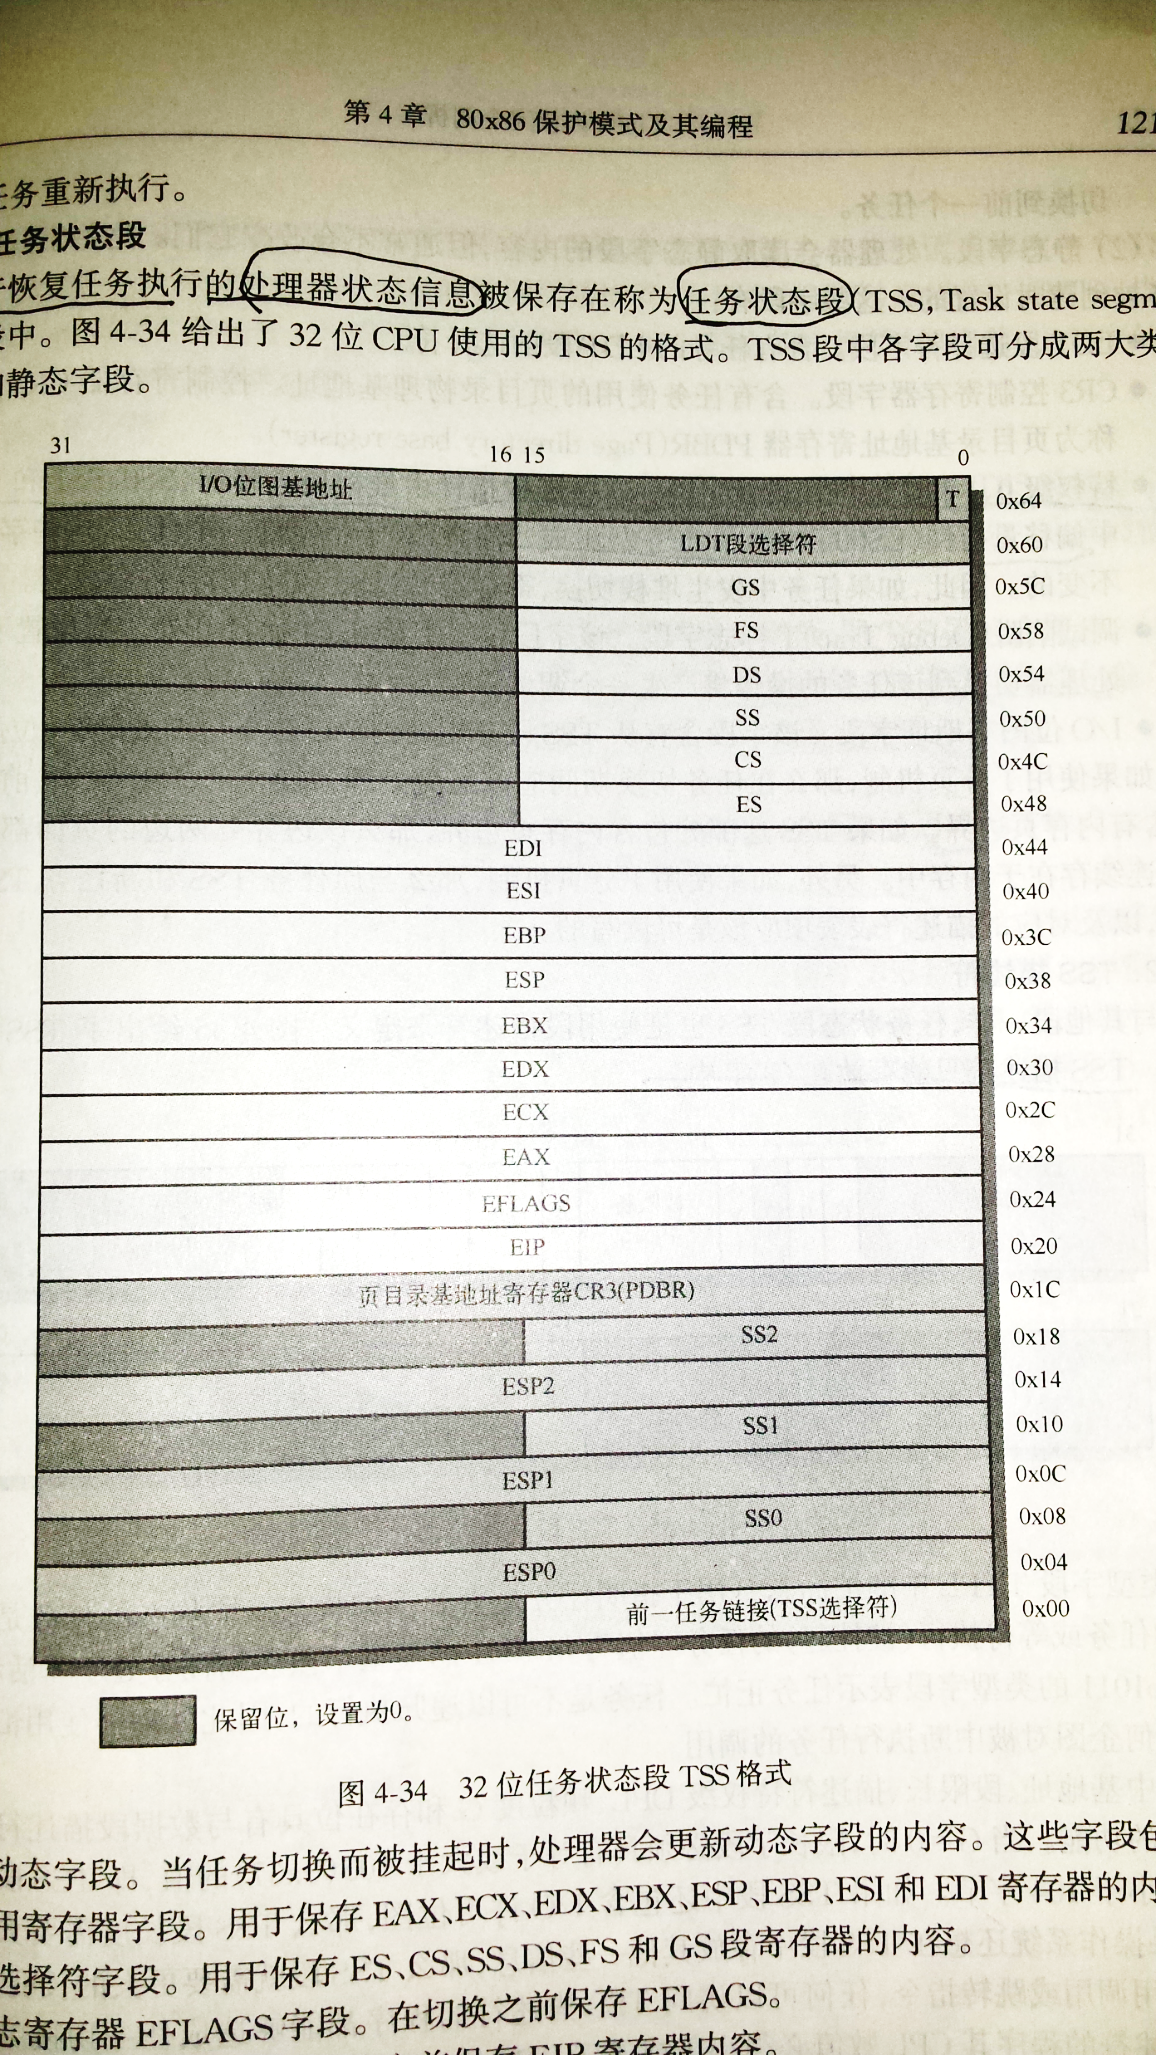 第 4 章 80x86 保护模式及其编程 121
务重新执行。
任务状态段
恢复任务执行的处理器状态信息被保存在称为任务状态段(TSS, Task state segm
中。图 4-34 给出了 32 位 CPU 使用的 TSS 的格式。TSS 段中各字段可分成两大类
静态字段。
31 16 15 0
I/O位图基地址 T 0x64
LDT段选择符 0x60
GS 0x5C
FS 0x58
DS 0x54
SS 0x50
CS 0x4C
ES 0x48
EDI 0x44
ESI 0x40
EBP 0x3C
ESP 0x38
EBX 0x34
EDX 0x30
ECX 0x2C
EAX 0x28
EFLAGS 0x24
EIP 0x20
页目录基地址寄存器CR3(PDBR) 0x1C
SS2 0x18
ESP2 0x14
SS1 0x10
ESP1 0x0C
SS0 0x08
ESP0 0x04
前一任务链接(TSS选择符) 0x00
保留位，设置为0。
图 4-34 32 位任务状态段 TSS 格式
动态字段。当任务切换而被挂起时,处理器会更新动态字段的内容。这些字段包
用寄存器字段。用于保存 EAX、ECX、EDX、EBX、ESP、EBP、ESI 和 EDI 寄存器的内
选择符字段。用于保存 ES、CS、SS、DS、FS 和 GS 段寄存器的内容。
志寄存器 EFLAGS 字段。在切换之前保存 EFLAGS。
前保存 EIP 寄存器内容。